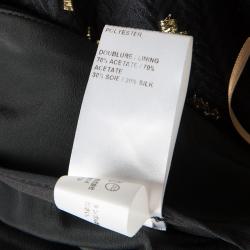 POLYESTER
DOUBLURE / LINING
70% ACETATE / 70%
ACETATE
30% SOIE / 30% SILK